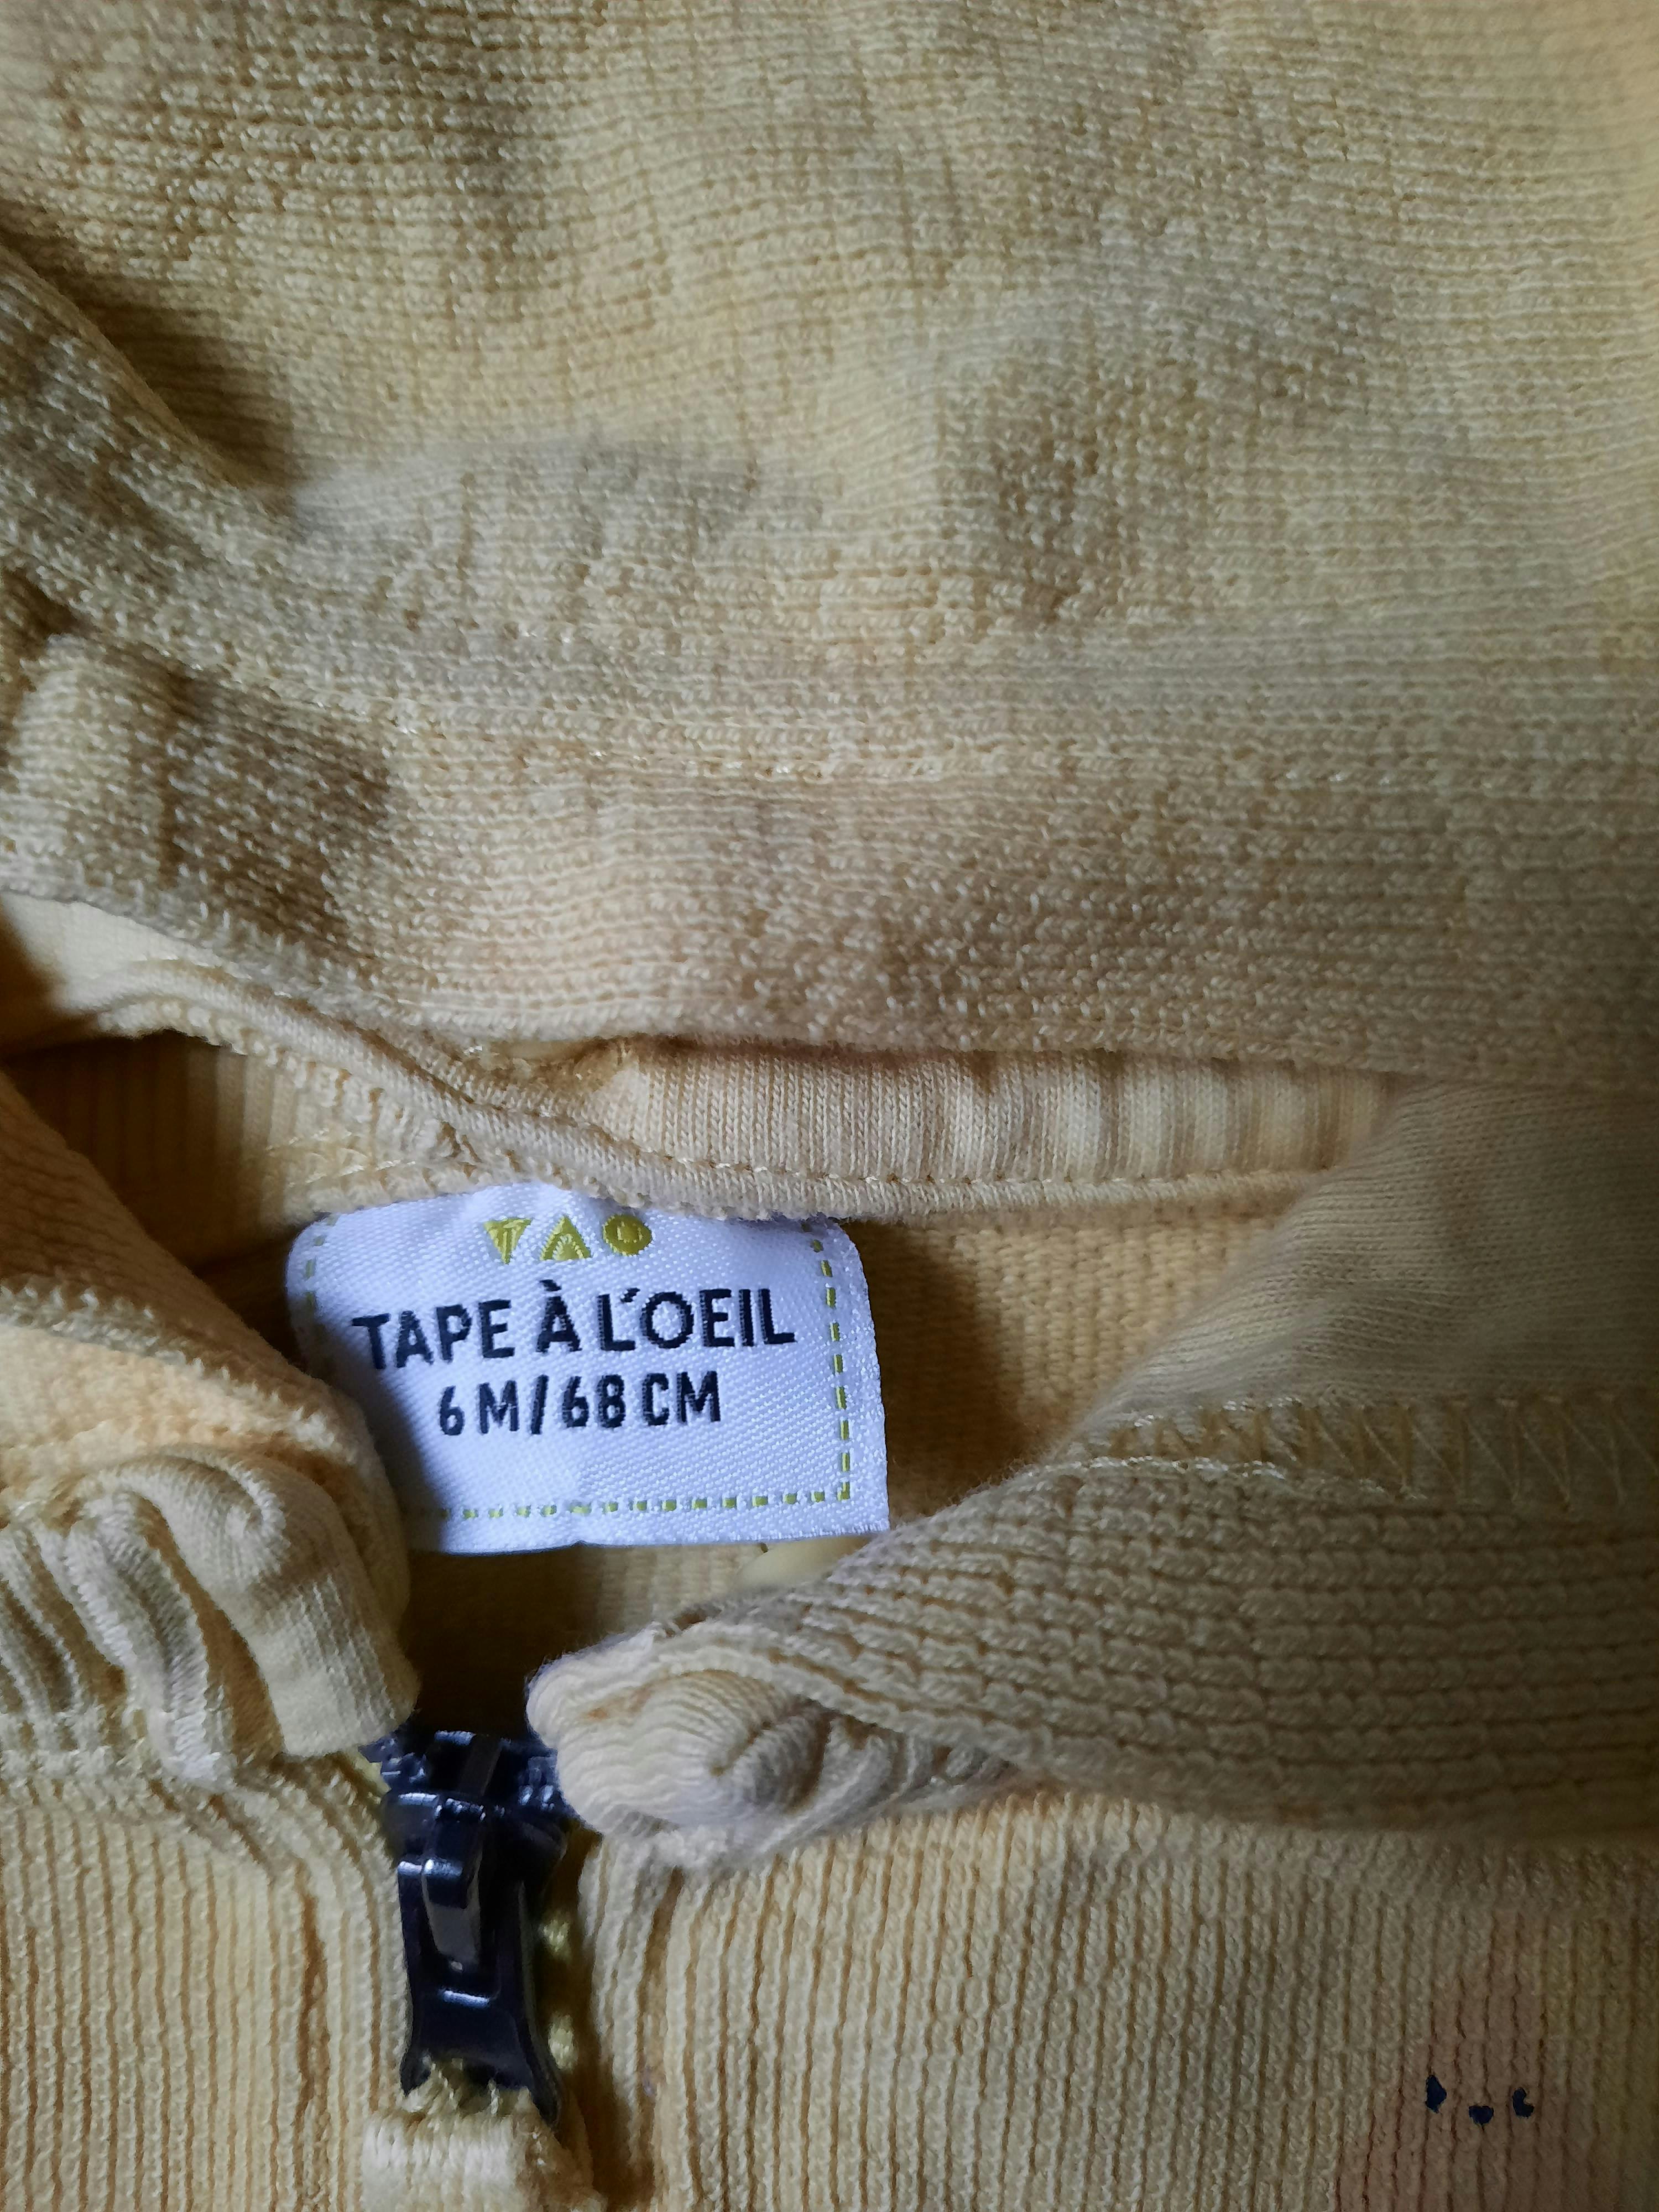 TAPE À L'OEIL
6 M/68 CM